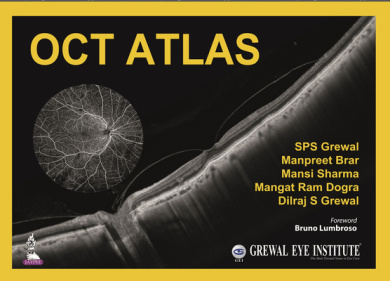 OCT ATLAS
SPS Grewal
Manpreet Brar
Mansi Sharma
Mangat Ram Dogra
Dilraj S Grewal
Foreword
Bruno Lumbroso
GEI
GREWAL EYE INSTITUTE
JAYPEE